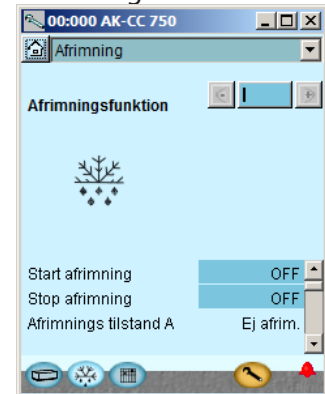 00:000 AK-CC 750
Afrimning
Afrimningsfunktion
I
Start afrimning OFF
Stop afrimning OFF
Afrimnings tilstand A Ej afrim.